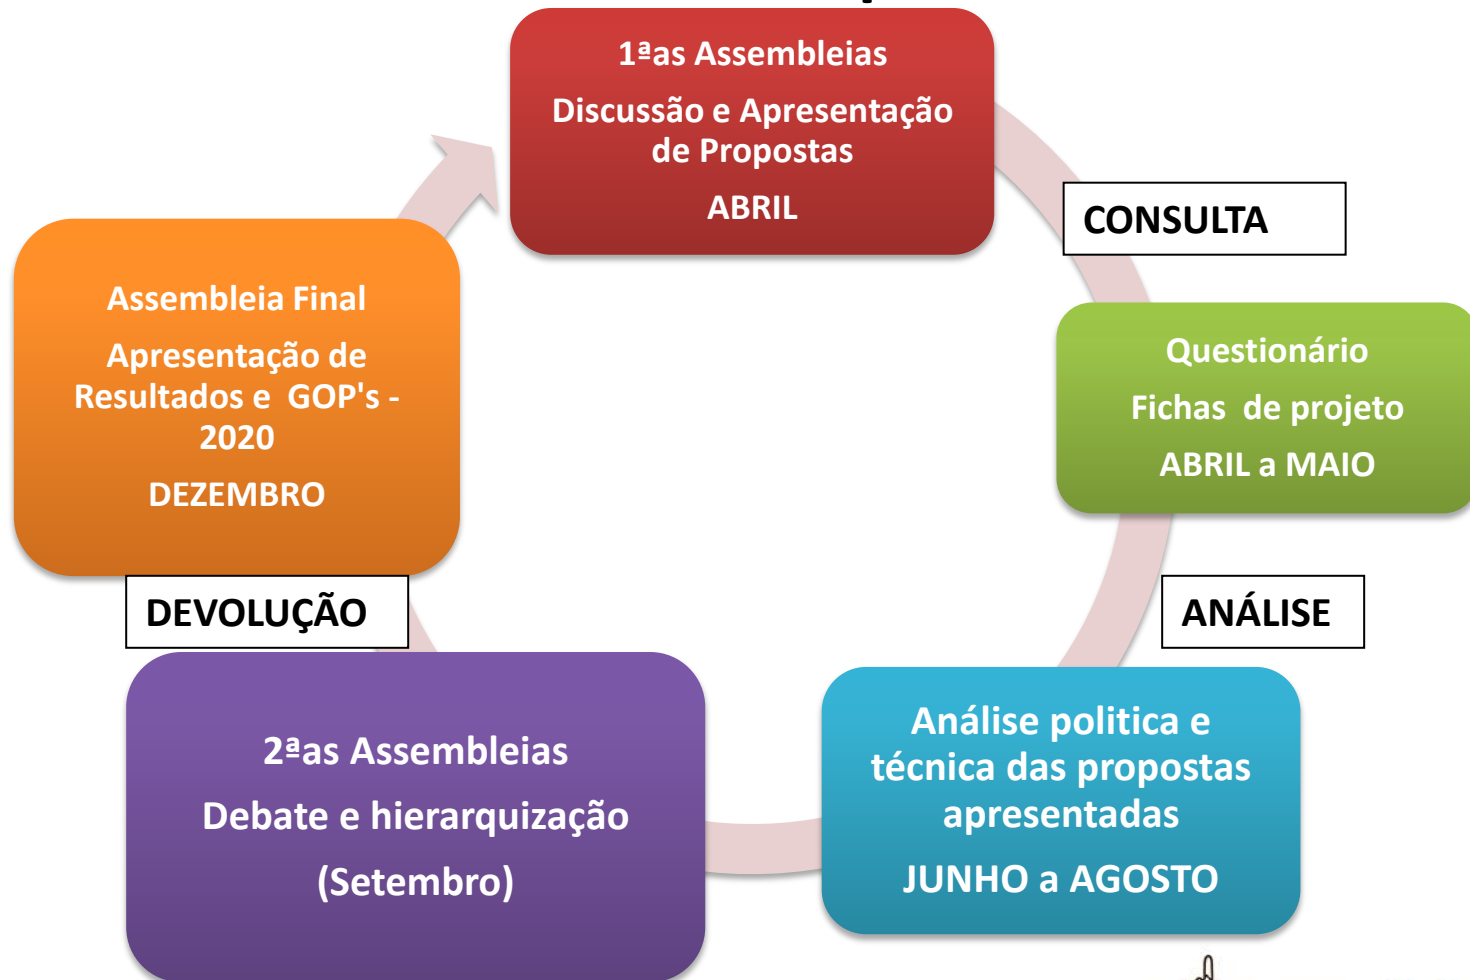 1ªas Assembleias
Discussão e Apresentação
de Propostas
ABRIL
CONSULTA
Questionário
Fichas de projeto
ABRIL a MAIO
ANÁLISE
Análise politica e
técnica das propostas
apresentadas
JUNHO a AGOSTO
2ªas Assembleias
Debate e hierarquização
(Setembro)
DEVOLUÇÃO
Assembleia Final
Apresentação de
Resultados e GOP's -
2020
DEZEMBRO